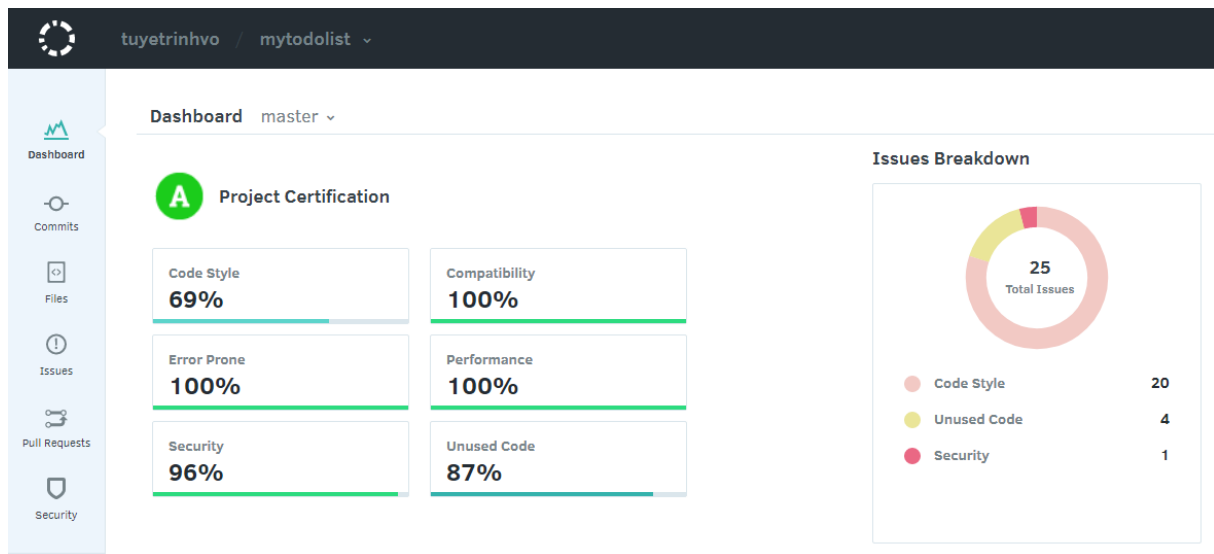 tuyetrinhvo / mytodolist
Dashboard
Commits
Files
Issues
Pull Requests
Security
Dashboard master
A Project Certification
Code Style
69%
Compatibility
100%
Error Prone
100%
Performance
100%
Security
96%
Unused Code
87%
Issues Breakdown
25
Total Issues
Code Style 20
Unused Code 4
Security 1